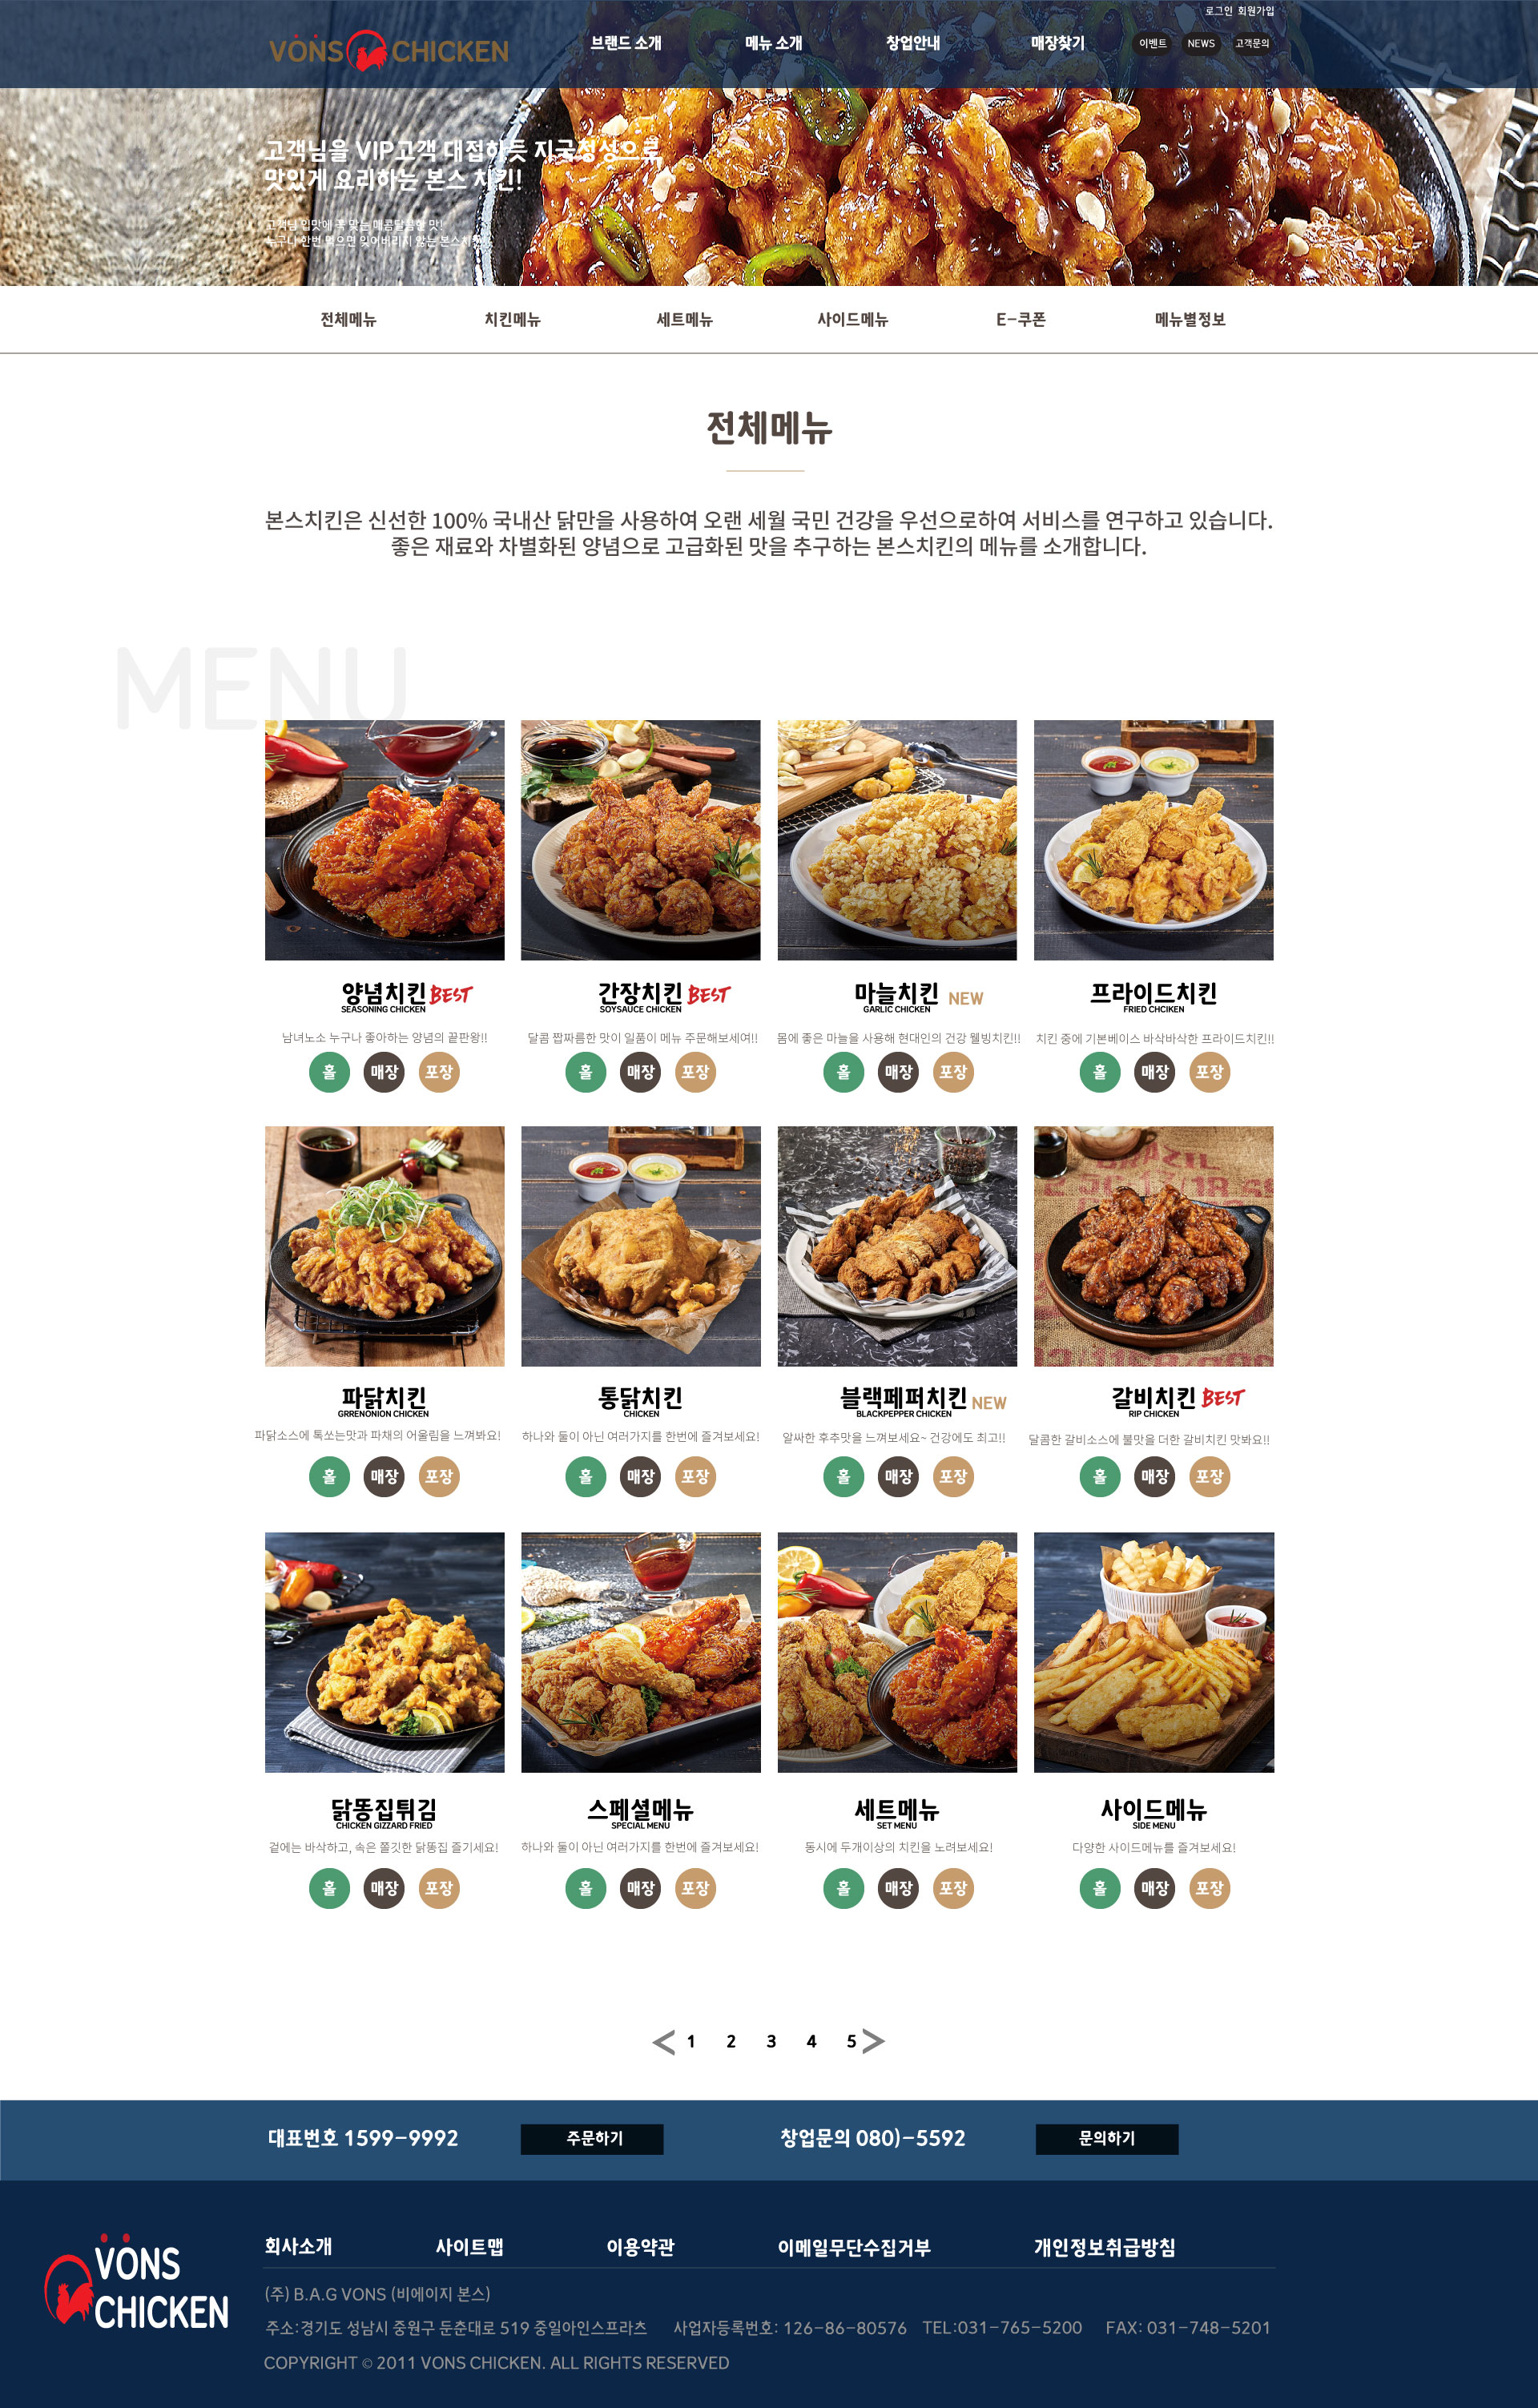 로그인 회원가입
VONS CHICKEN
브랜드 소개 메뉴 소개 창업안내 매장찾기 이벤트 NEWS 고객문의
고객님을 VIP고객 대접하듯 지국정성으로
맛있게 요리하는 본스 치킨!
고객님 입맛에 쏙 맞는 매콤달콤한 맛!
누구나 한번 먹으면 잊어버리지 않는 본스치킨
전체메뉴 치킨메뉴 세트메뉴 사이드메뉴 E-쿠폰 메뉴별정보
전체메뉴
본스치킨은 신선한 100% 국내산 닭만을 사용하여 오랜 세월 국민 건강을 우선으로하여 서비스를 연구하고 있습니다.
좋은 재료와 차별화된 양념으로 고급화된 맛을 추구하는 본스치킨의 메뉴를 소개합니다.
MENU
양념치킨 BEST
SEASONING CHICKEN
남녀노소 누구나 좋아하는 양념의 끝판왕!!
홀 매장 포장
간장치킨 BEST
SOYSAUCE CHICKEN
달콤 짭짜름한 맛이 일품이 메뉴 주문해보세여!!
홀 매장 포장
마늘치킨 NEW
GARLIC CHICKEN
몸에 좋은 마늘을 사용해 현대인의 건강 웰빙치킨!!
홀 매장 포장
프라이드치킨
FRIED CHCIKEN
치킨 중에 기본베이스 바삭바삭한 프라이드치킨!!
홀 매장 포장
파닭치킨
GRRENONION CHICKEN
파닭소스에 톡쏘는맛과 파채의 어울림을 느껴봐요!
홀 매장 포장
통닭치킨
CHICKEN
하나와 둘이 아닌 여러가지를 한번에 즐겨보세요!
홀 매장 포장
블랙페퍼치킨 NEW
BLACKPEPPER CHICKEN
알싸한 후추맛을 느껴보세요~ 건강에도 최고!!
홀 매장 포장
BRAZIL
갈비치킨 BEST
RIP CHICKEN
달콤한 갈비소스에 불맛을 더한 갈비치킨 맛봐요!!
홀 매장 포장
닭똥집튀김
CHICKEN GIZZARD FRIED
겉에는 바삭하고, 속은 쫄깃한 닭똥집 즐기세요!
홀 매장 포장
스페셜메뉴
SPECIAL MENU
하나와 둘이 아닌 여러가지를 한번에 즐겨보세요!
홀 매장 포장
세트메뉴
SET MENU
동시에 두개이상의 치킨을 노려보세요!
홀 매장 포장
사이드메뉴
SIDE MENU
다양한 사이드메뉴를 즐겨보세요!
홀 매장 포장
< 1 2 3 4 5 >
대표번호 1599-9992 주문하기 창업문의 080)-5592 문의하기
VONS
CHICKEN
회사소개 사이트맵 이용약관 이메일무단수집거부 개인정보취급방침
(주) B.A.G VONS (비에이지 본스)
주소:경기도 성남시 중원구 둔춘대로 519 중일아인스프라츠 사업자등록번호: 126-86-80576 TEL:031-765-5200 FAX: 031-748-5201
COPYRIGHT © 2011 VONS CHICKEN. ALL RIGHTS RESERVED